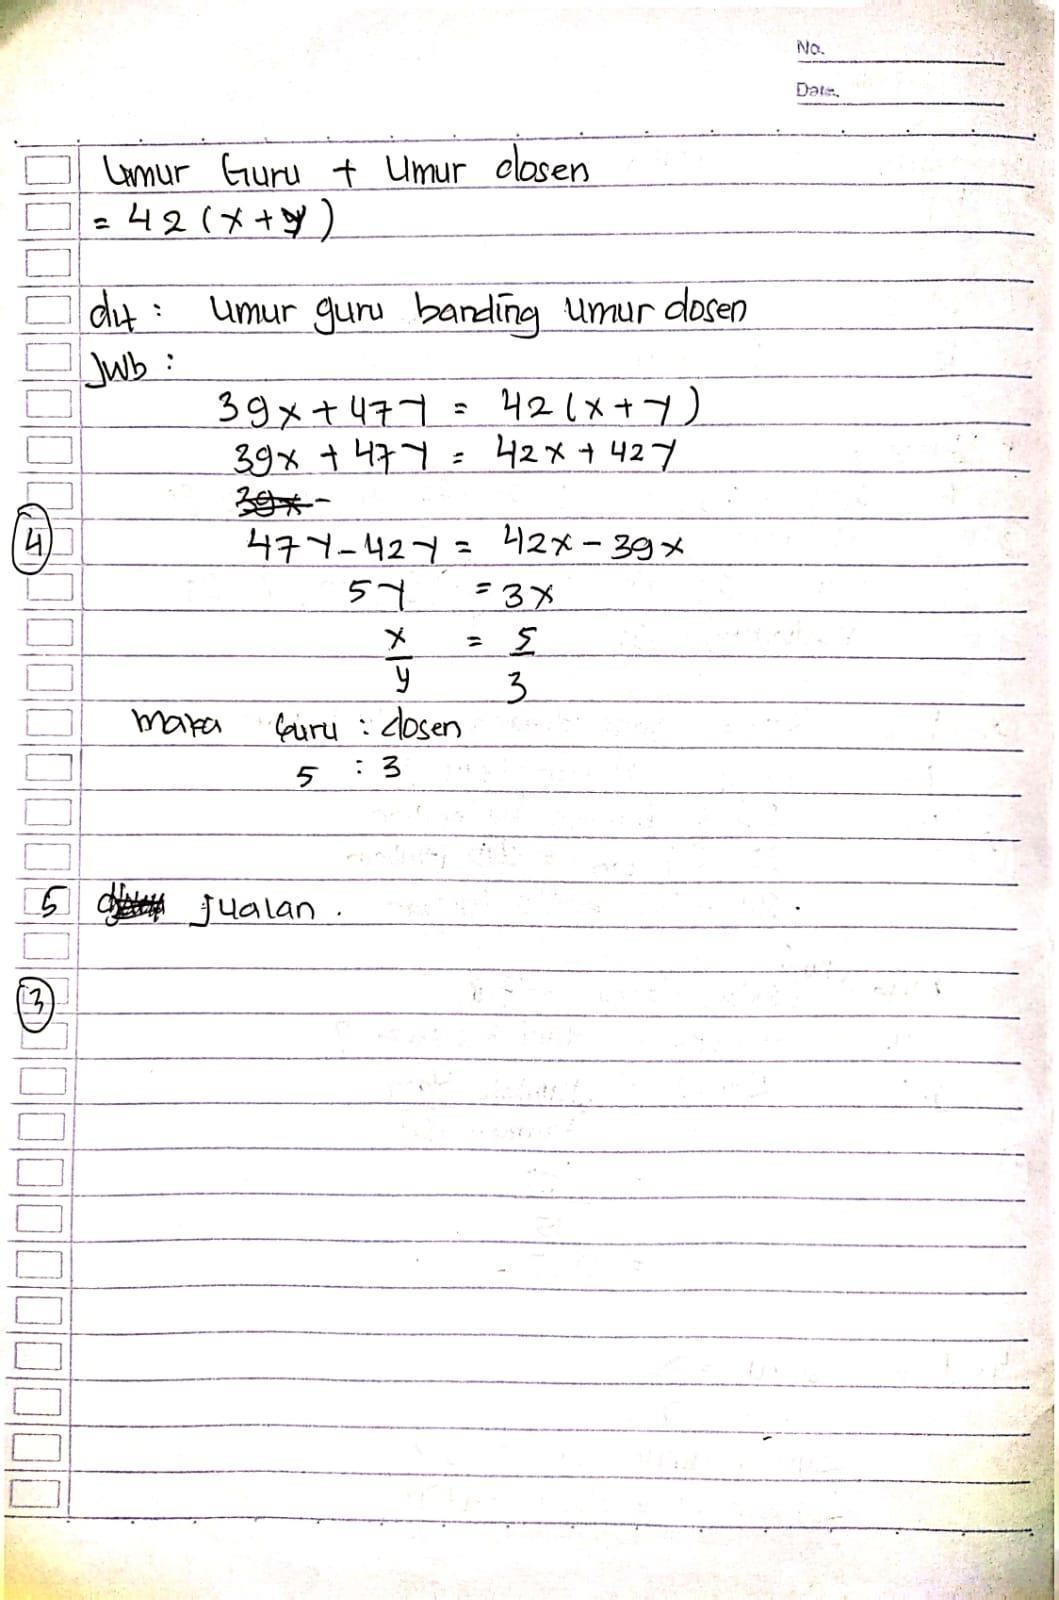 No.
Date.
Umur Guru + Umur dosen
= 42 (x + y)
dit : Umur guru banding umur dosen
Jwb :
39x + 47y = 42 (x + y)
39x + 47y = 42x + 42y
39x -
④ 47y - 42y = 42x - 39x
5y = 3x
x/y = 5/3
maka Guru : dosen
5 : 3
5 jualan .
③